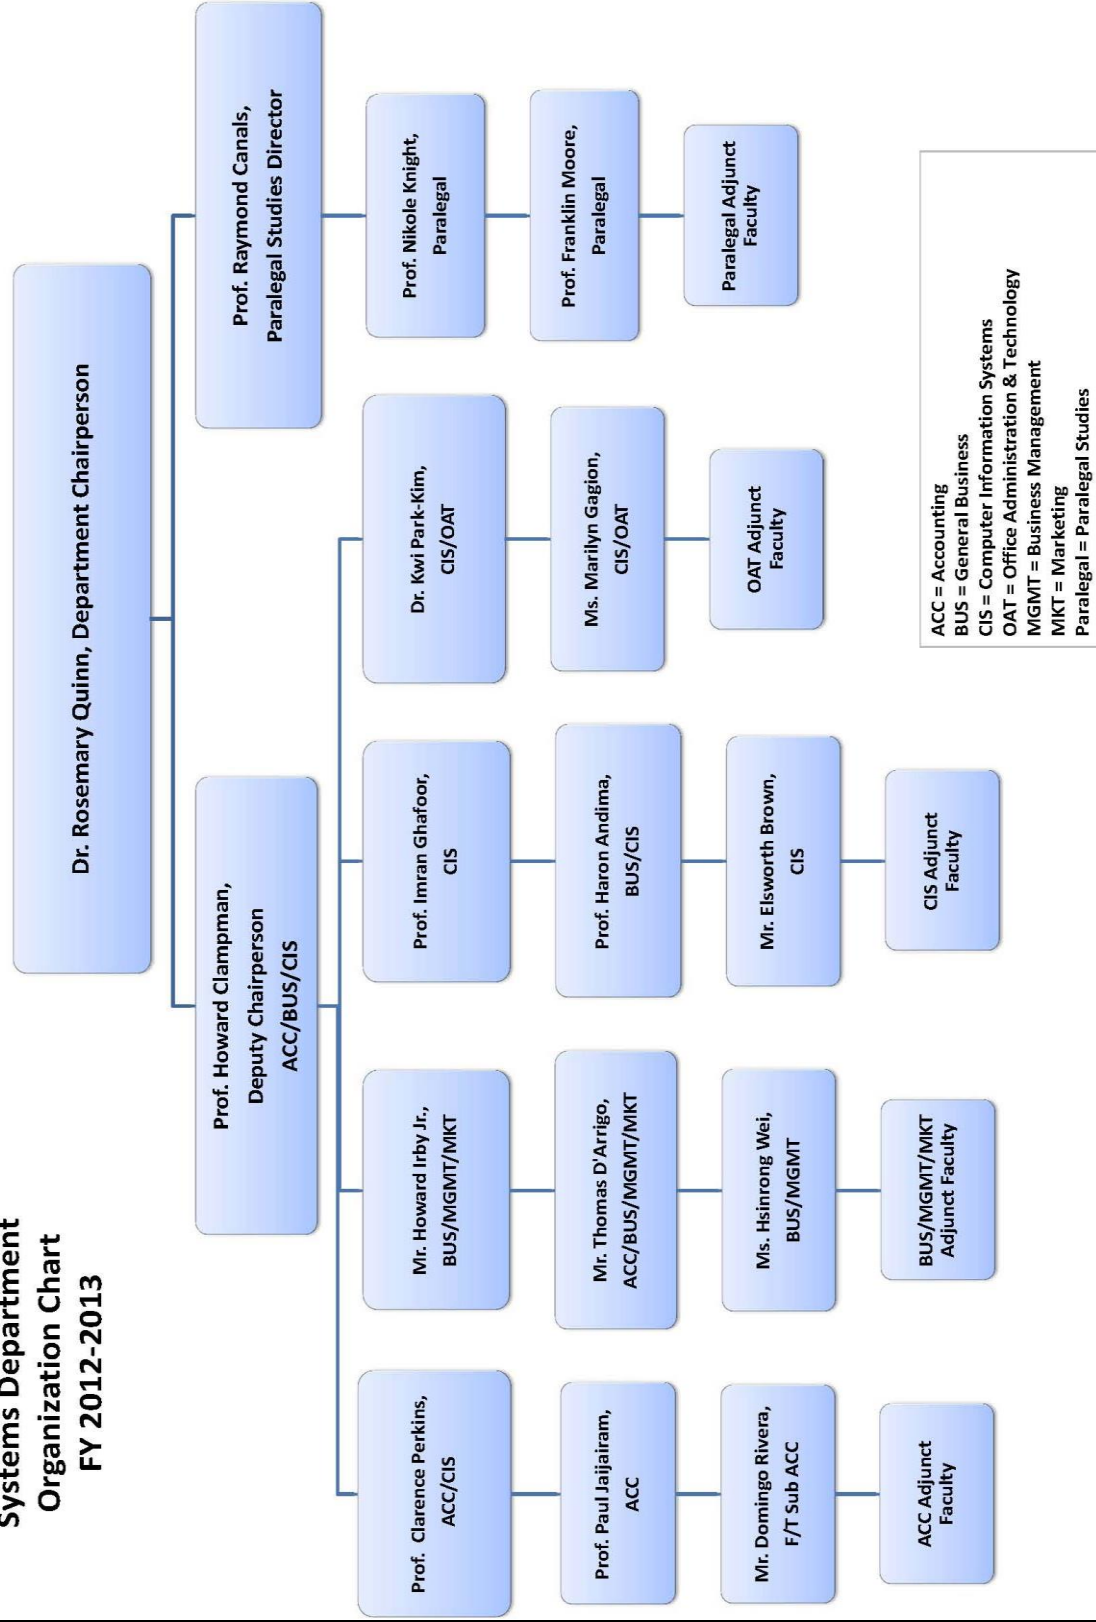 Systems Department
Organization Chart
FY 2012-2013
Dr. Rosemary Quinn, Department Chairperson
Prof. Howard Clampman,
Deputy Chairperson
ACC/BUS/CIS
Prof. Raymond Canals,
Paralegal Studies Director
Prof. Clarence Perkins,
ACC/CIS
Mr. Howard Irby Jr.,
BUS/MGMT/MKT
Prof. Imran Ghafoor,
CIS
Dr. Kwi Park-Kim,
CIS/OAT
Prof. Nikole Knight,
Paralegal
Prof. Paul Jaijairam,
ACC
Mr. Thomas D'Arrigo,
ACC/BUS/MGMT/MKT
Prof. Haron Andima,
BUS/CIS
Ms. Marilyn Gagion,
CIS/OAT
Prof. Franklin Moore,
Paralegal
Mr. Domingo Rivera,
F/T Sub ACC
Ms. Hsinrong Wei,
BUS/MGMT
Mr. Elsworth Brown,
CIS
OAT Adjunct
Faculty
Paralegal Adjunct
Faculty
ACC Adjunct
Faculty
BUS/MGMT/MKT
Adjunct Faculty
CIS Adjunct
Faculty
ACC = Accounting
BUS = General Business
CIS = Computer Information Systems
OAT = Office Administration & Technology
MGMT = Business Management
MKT = Marketing
Paralegal = Paralegal Studies